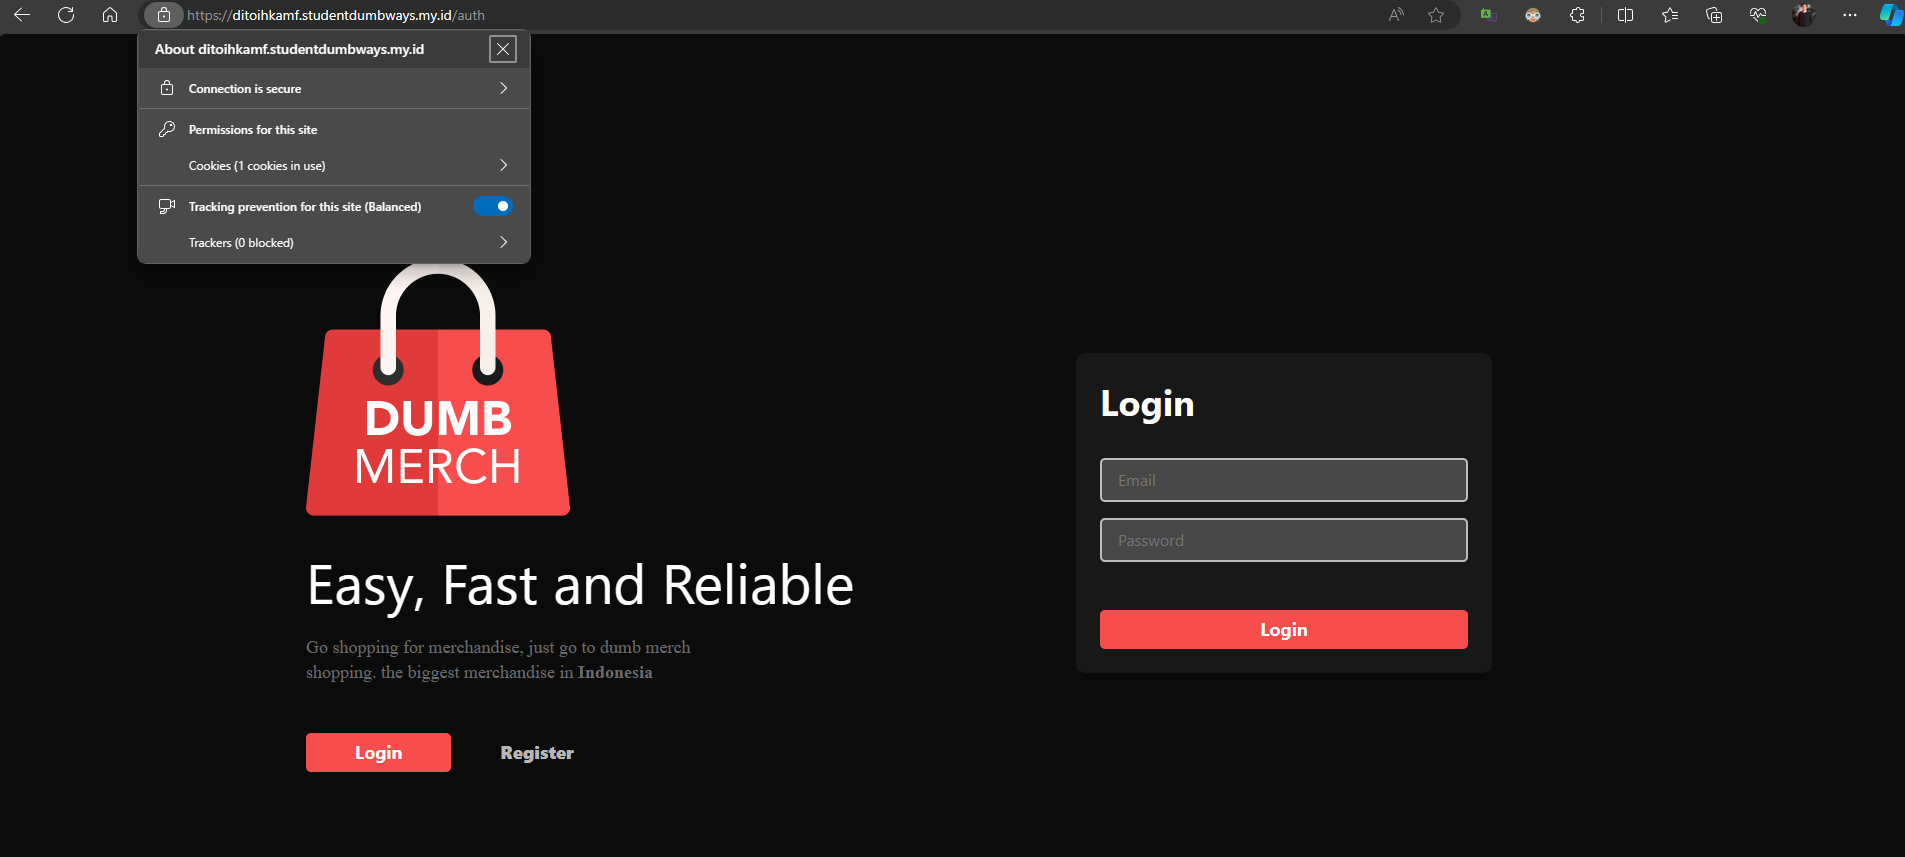 https://ditoihkamf.studentdumbways.my.id/auth
About ditoihkamf.studentdumbways.my.id
Connection is secure
Permissions for this site
Cookies (1 cookies in use)
Tracking prevention for this site (Balanced)
Trackers (0 blocked)
DUMB
MERCH
Easy, Fast and Reliable
Go shopping for merchandise, just go to dumb merch
shopping. the biggest merchandise in Indonesia
Login
Register
Login
Email
Password
Login